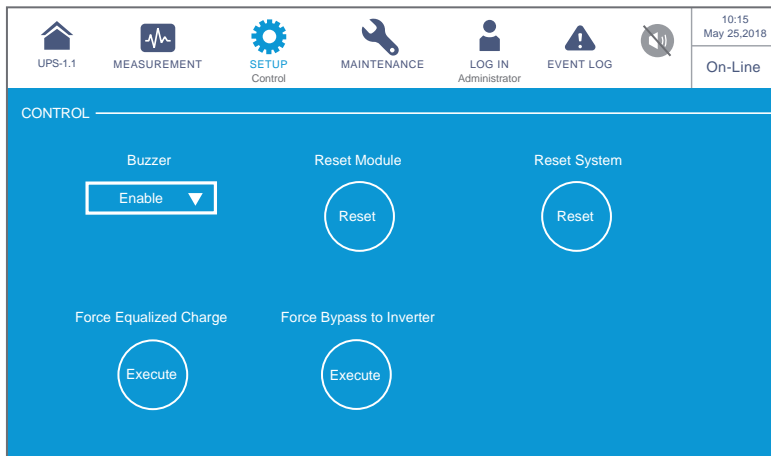 10:15
May 25,2018
UPS-1.1
MEASUREMENT
SETUP
Control
MAINTENANCE
LOG IN
Administrator
EVENT LOG
On-Line
CONTROL
Buzzer
Reset Module
Reset System
Enable
Reset
Reset
Force Equalized Charge
Force Bypass to Inverter
Execute
Execute